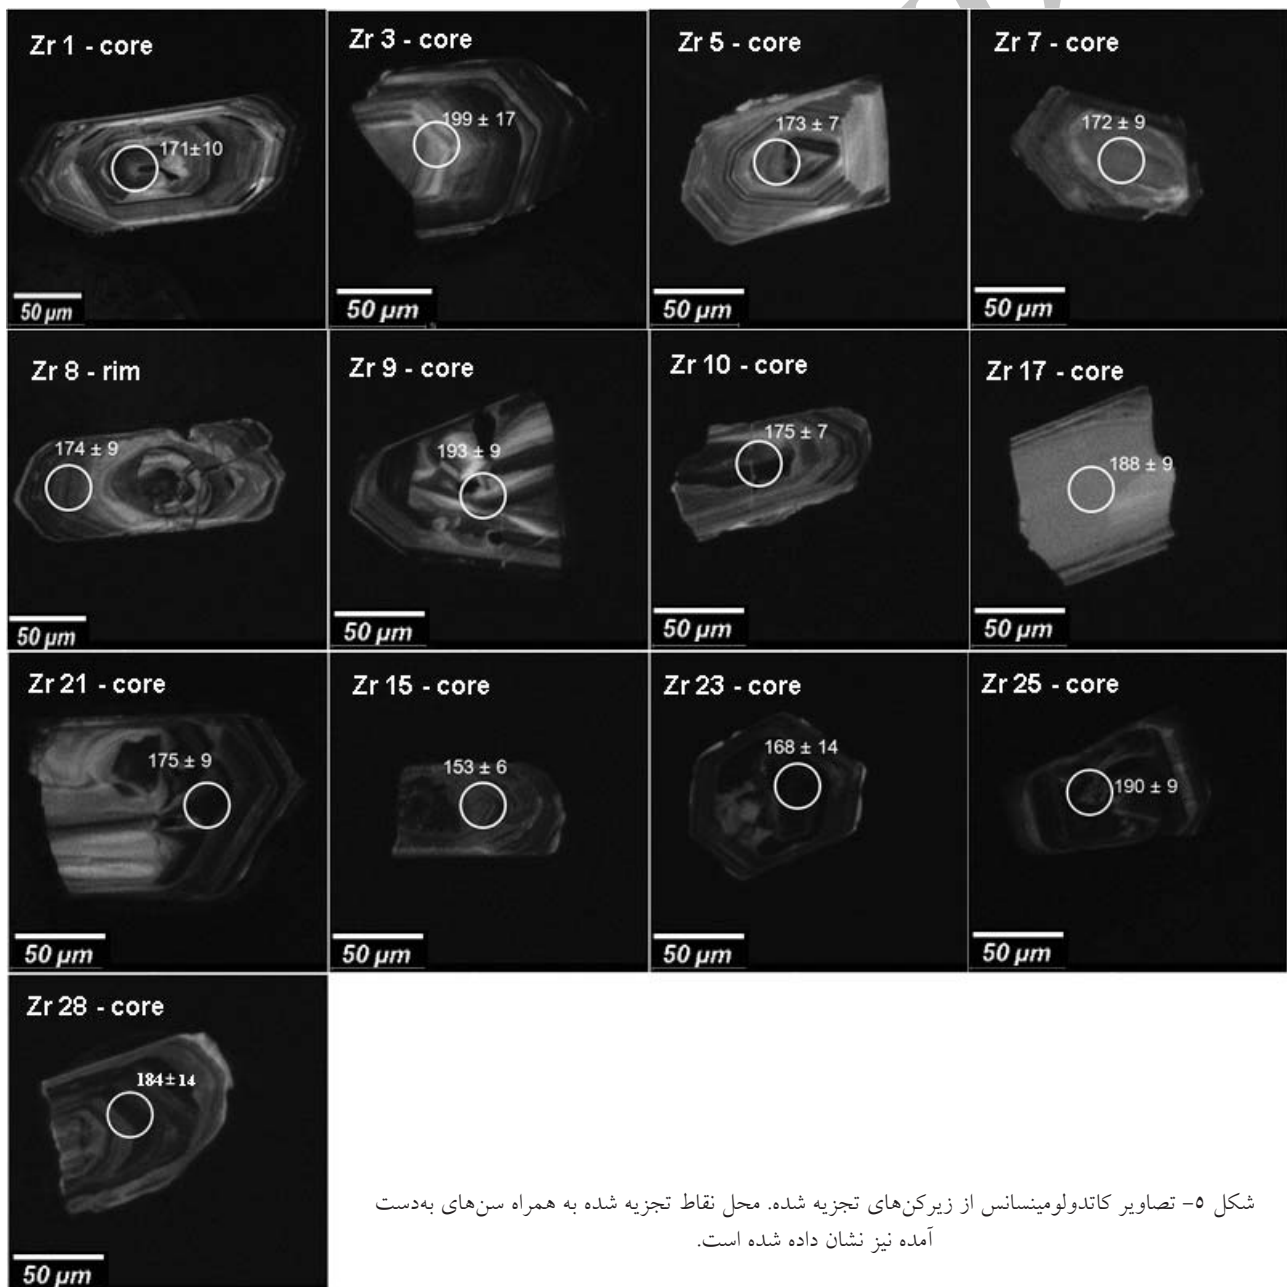 Zr 1 - core
171±10
50 µm
Zr 3 - core
199 ± 17
50 µm
Zr 5 - core
173 ± 7
50 µm
Zr 7 - core
172 ± 9
50 µm
Zr 8 - rim
174 ± 9
50 µm
Zr 9 - core
193 ± 9
50 µm
Zr 10 - core
175 ± 7
50 µm
Zr 17 - core
188 ± 9
50 µm
Zr 21 - core
175 ± 9
50 µm
Zr 15 - core
153 ± 6
50 µm
Zr 23 - core
168 ± 14
50 µm
Zr 25 - core
190 ± 9
50 µm
Zr 28 - core
184±14
50 µm
شکل ۵- تصاویر کاتدولومینسانس از زیرکن‌های تجزیه شده. محل نقاط تجزیه شده به همراه سن‌های به‌دست
آمده نیز نشان داده شده است.